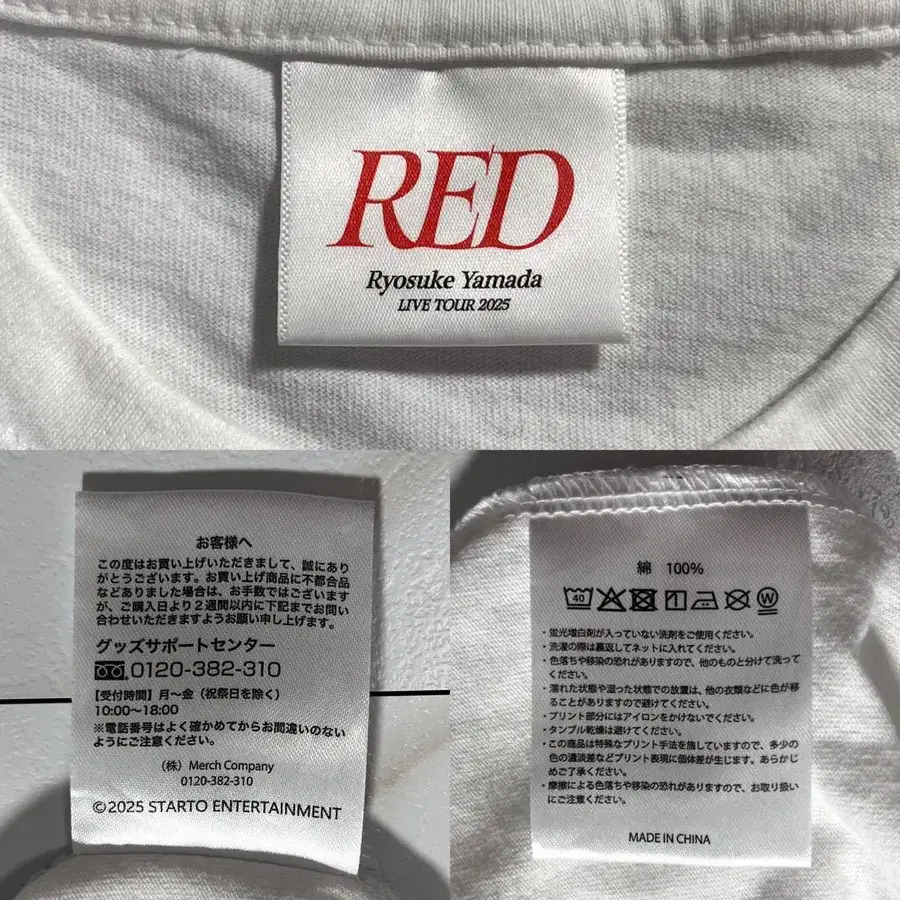 RED
Ryosuke Yamada
LIVE TOUR 2025
お客様へ
この度はお買い上げいただきまして、誠にあり
がとうございます。お買い上げ商品に不都合品
などありました場合は、お手数ではございます
が、ご購入日より2週間以内に下記までお問い
合わせいただきますようお願い申し上げます。
グッズサポートセンター
0120-382-310
【受付時間】月〜金（祝祭日を除く）
10:00〜18:00
※電話番号はよく確かめてからお間違いのない
ようにご注意ください。
（株）Merch Company
0120-382-310
©2025 STARTO ENTERTAINMENT
綿 100%
40
W
・蛍光増白剤が入っていない洗剤をご使用ください。
・洗濯の際は裏返してネットに入れてください。
・色落ちや移染の恐れがありますので、他のものと分けて洗って
ください。
・濡れた状態や湿った状態での放置は、他の衣類などに色が移
ることがありますので避けてください。
・プリント部分にはアイロンをかけないでください。
・タンブル乾燥は避けてください。
・この商品は特殊なプリント手法を施していますので、多少の
色の濃淡差などプリント表現に個体差が生じます。あらかじ
めご了承ください。
・摩擦による色落ちや移染の恐れがありますので、お取り扱い
にご注意ください。
MADE IN CHINA